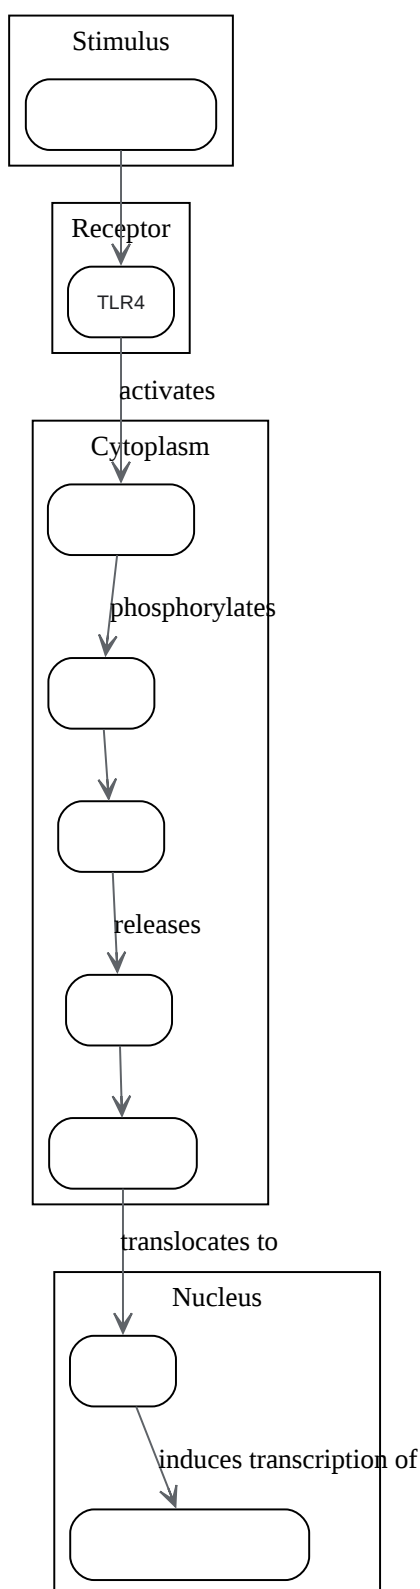 Stimulus
Receptor
TLR4
activates
Cytoplasm
phosphorylates
releases
translocates to
Nucleus
induces transcription of